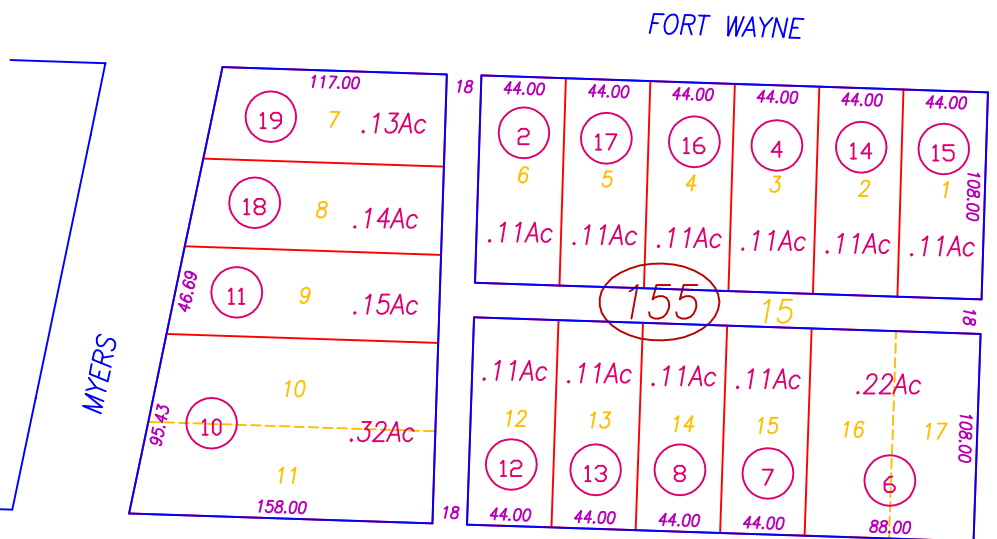 FORT WAYNE
117.00
18
44.00 44.00 44.00 44.00 44.00 44.00
19 7 .13Ac
2 17 16 4 14 15
6 5 4 3 2 1
108.00
18 8 .14Ac
.11Ac .11Ac .11Ac .11Ac .11Ac .11Ac
46.69
11 9 .15Ac
155 15
18
MYERS
.11Ac .11Ac .11Ac .11Ac .22Ac
10
12 13 14 15 16 17
95.43
10 .32Ac
108.00
11
12 13 8 7 6
158.00
18
44.00 44.00 44.00 44.00 88.00